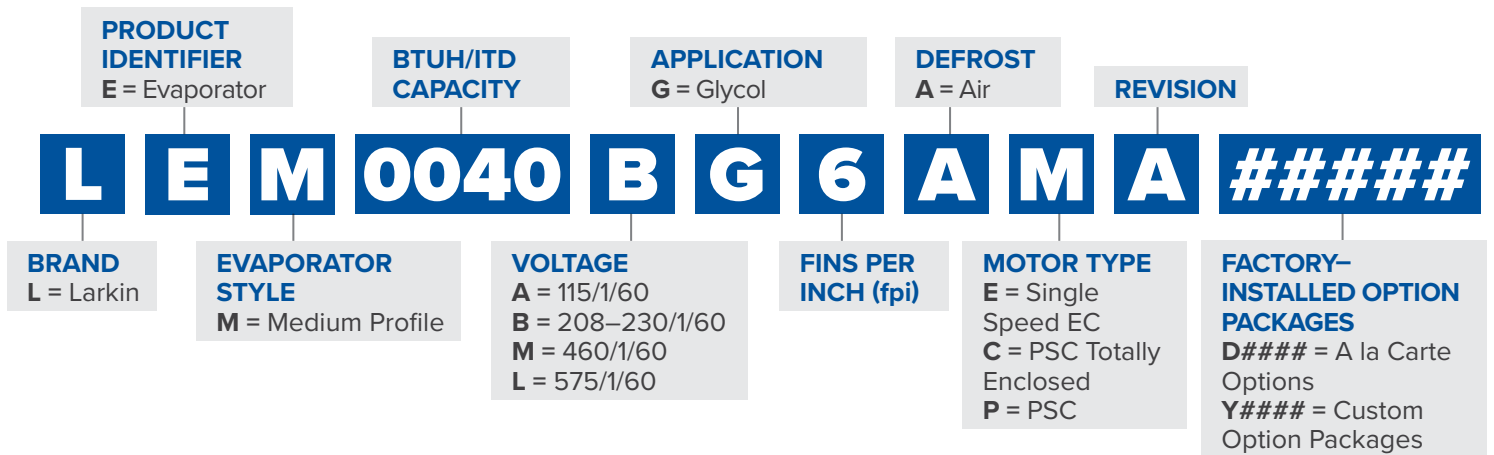 PRODUCT
IDENTIFIER
E = Evaporator
BTUH/ITD
CAPACITY
APPLICATION
G = Glycol
DEFROST
A = Air
REVISION
L E M 0040 B G 6 A M A #####
BRAND
L = Larkin
EVAPORATOR
STYLE
M = Medium Profile
VOLTAGE
A = 115/1/60
B = 208–230/1/60
M = 460/1/60
L = 575/1/60
FINS PER
INCH (fpi)
MOTOR TYPE
E = Single
Speed EC
C = PSC Totally
Enclosed
P = PSC
FACTORY–
INSTALLED OPTION
PACKAGES
D#### = A la Carte
Options
Y#### = Custom
Option Packages